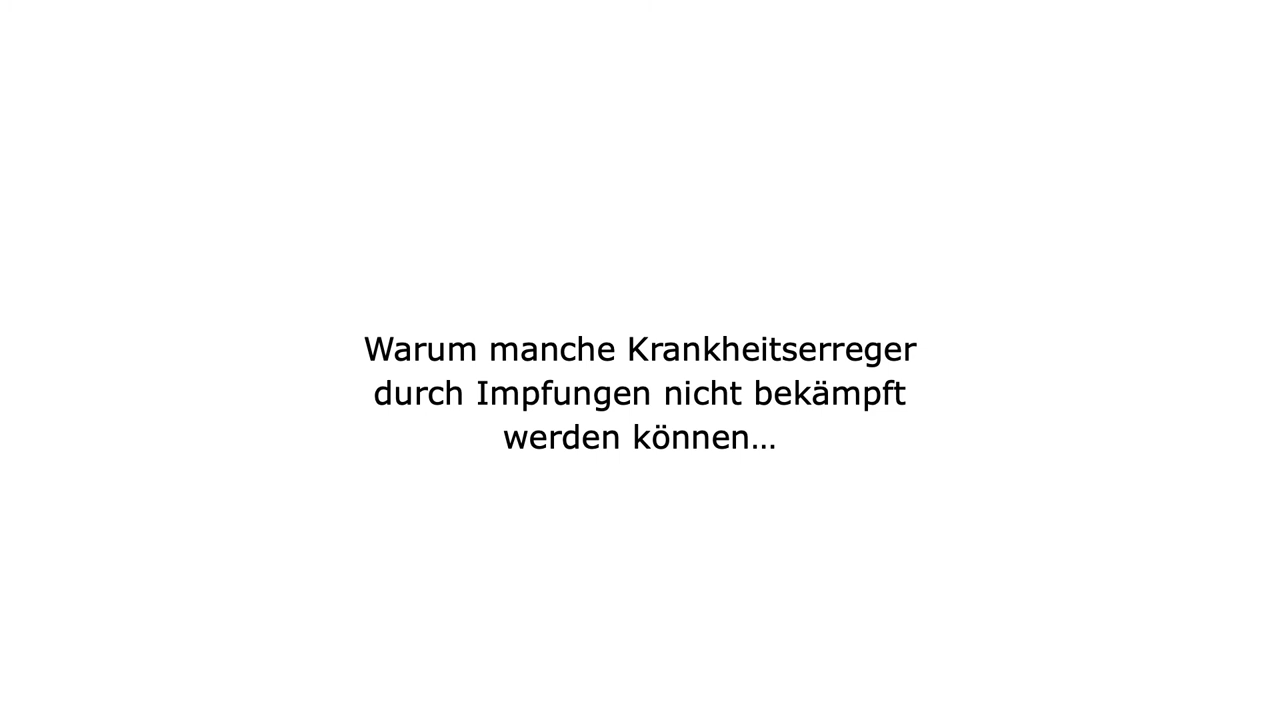 Warum manche Krankheitserreger
durch Impfungen nicht bekämpft
werden können…